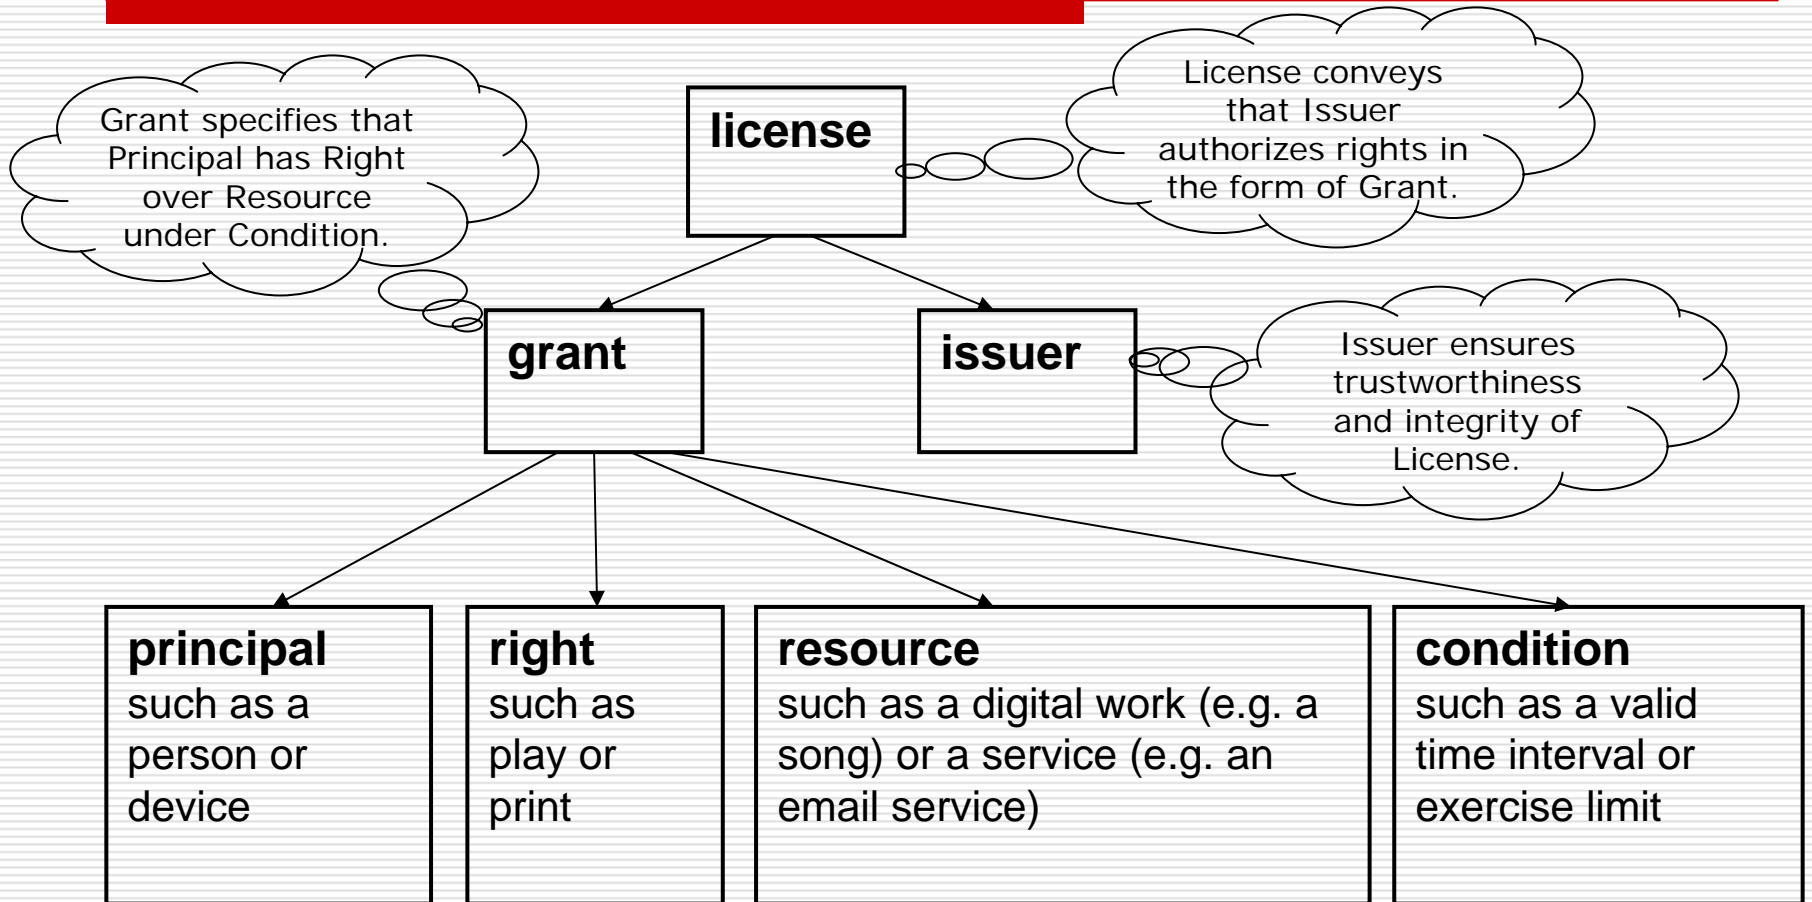 Grant specifies that
Principal has Right
over Resource
under Condition.
license
License conveys
that Issuer
authorizes rights in
the form of Grant.
grant
issuer
Issuer ensures
trustworthiness
and integrity of
License.
principal
such as a
person or
device
right
such as
play or
print
resource
such as a digital work (e.g. a
song) or a service (e.g. an
email service)
condition
such as a valid
time interval or
exercise limit